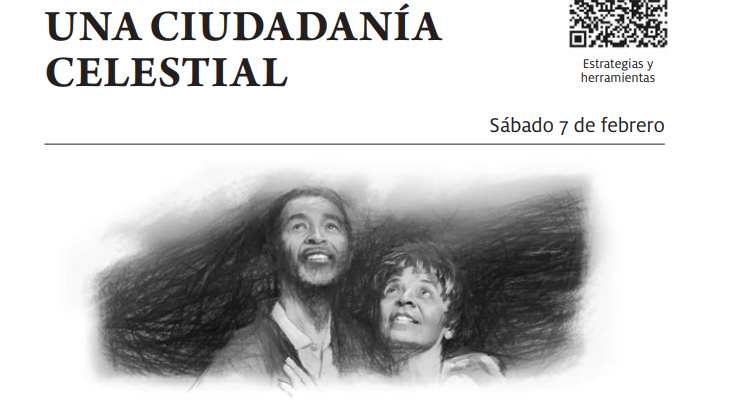 UNA CIUDADANÍA
CELESTIAL
Estrategias y
herramientas
Sábado 7 de febrero